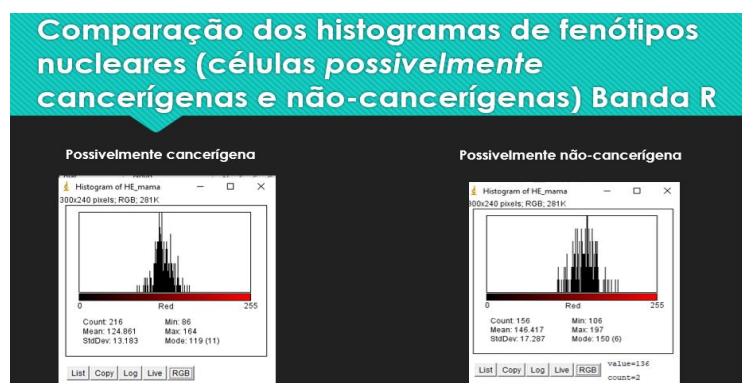 Comparação dos histogramas de fenótipos
nucleares (células possivelmente
cancerígenas e não-cancerígenas) Banda R
Possivelmente cancerígena
Histogram of HE_mama
300x240 pixels; RGB; 281K
0 Red 255
Count: 216 Min: 86
Mean: 124.861 Max: 164
StdDev: 13.183 Mode: 119 (11)
List Copy Log Live RGB
Possivelmente não-cancerígena
Histogram of HE_mama
300x240 pixels; RGB; 281K
0 Red 255
Count: 156 Min: 106
Mean: 146.417 Max: 197
StdDev: 17.287 Mode: 150 (6)
List Copy Log Live RGB
value=136
count=2